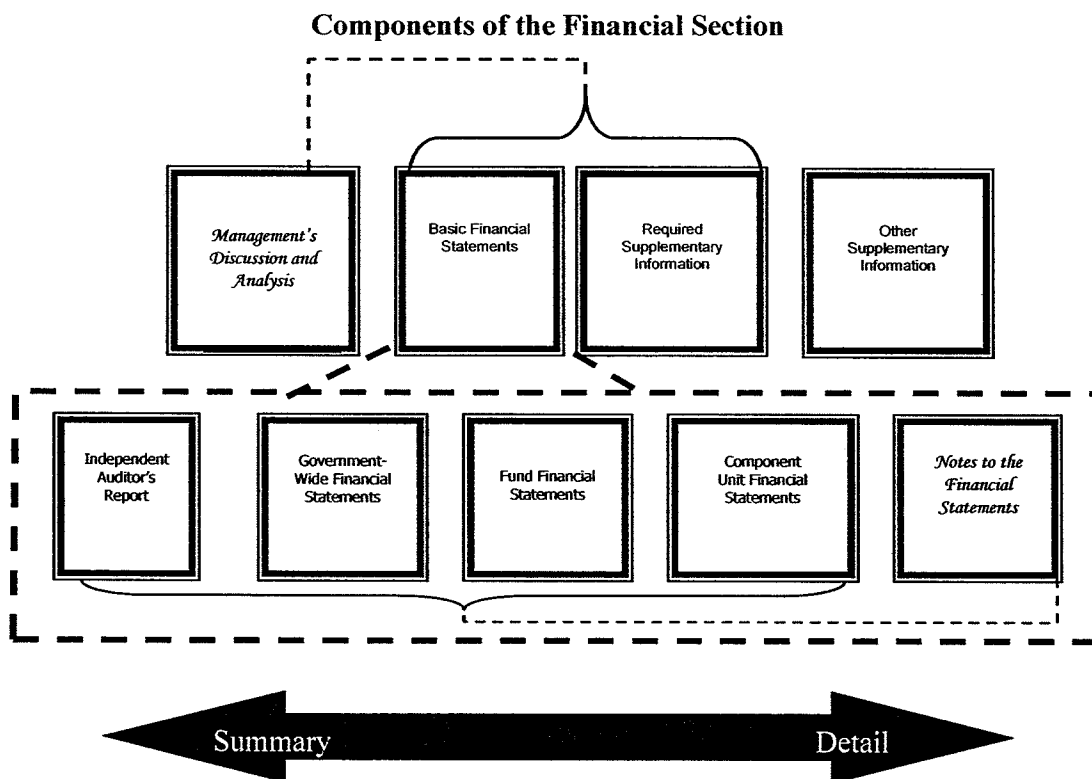 Components of the Financial Section
Management's
Discussion and
Analysis
Basic Financial
Statements
Required
Supplementary
Information
Other
Supplementary
Information
Independent
Auditor's
Report
Government-
Wide Financial
Statements
Fund Financial
Statements
Component
Unit Financial
Statements
Notes to the
Financial
Statements
Summary
Detail